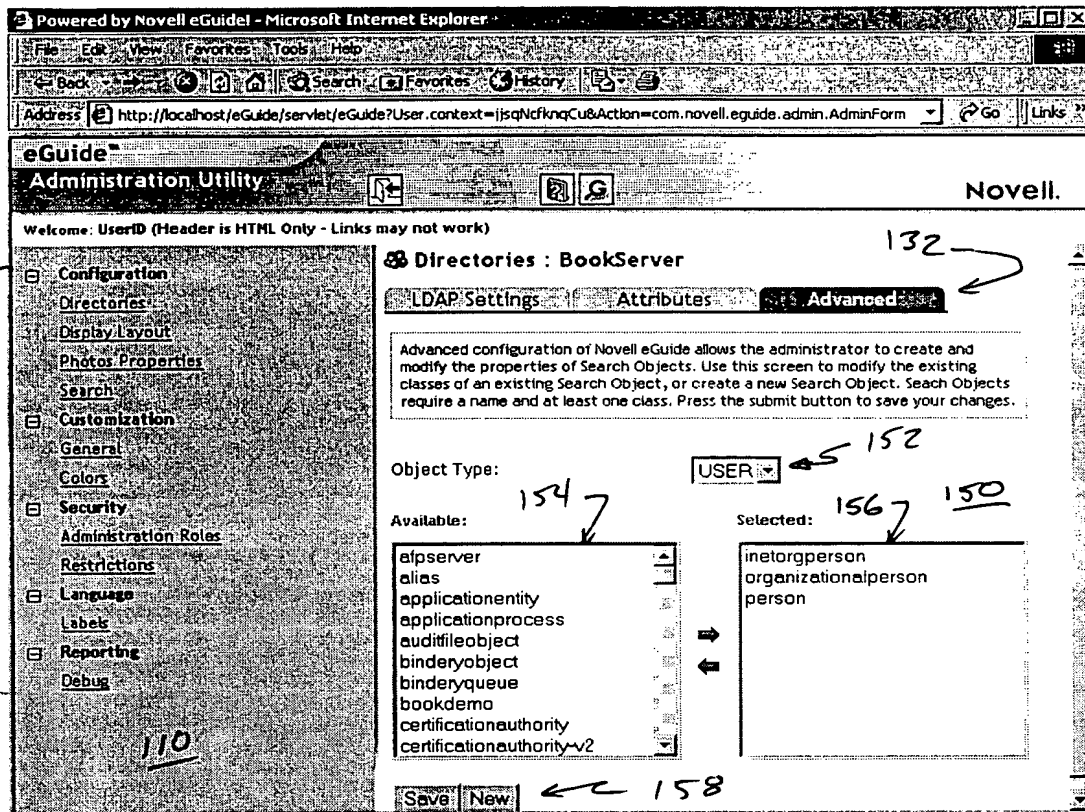 Powered by Novell eGuide! - Microsoft Internet Explorer
File Edit View Favorites Tools Help
Back Search Favorites History
Address http://localhost/eGuide/servlet/eGuide?User.context=jjsqNcfknqCu&Action=com.novell.eguide.admin.AdminForm Go Links »
eGuide™
Administration Utility
Novell.
Welcome: UserID (Header is HTML Only - Links may not work)
Configuration
Directories
Display Layout
Photos Properties
Search
Customization
General
Colors
Security
Administration Roles
Restrictions
Language
Labels
Reporting
Debug
110
Directories : BookServer
132
LDAP Settings Attributes Advanced
Advanced configuration of Novell eGuide allows the administrator to create and
modify the properties of Search Objects. Use this screen to modify the existing
classes of an existing Search Object, or create a new Search Object. Seach Objects
require a name and at least one class. Press the submit button to save your changes.
Object Type: USER 152
154 156 150
Available: Selected:
afpserver
alias
applicationentity
applicationprocess
auditfileobject
binderyobject
binderyqueue
bookdemo
certificationauthority
certificationauthority-v2
inetorgperson
organizationalperson
person
Save New 158